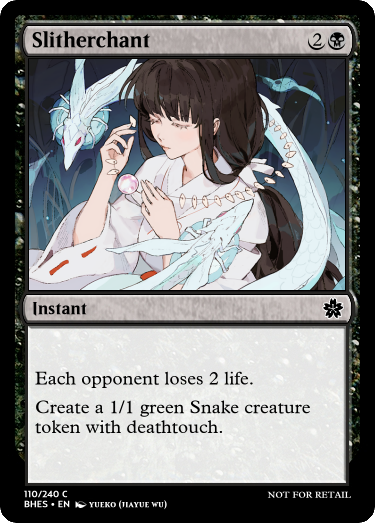 Slitherchant 2
Instant
Each opponent loses 2 life.
Create a 1/1 green Snake creature
token with deathtouch.
110/240 C NOT FOR RETAIL
BHES • EN YUEKO (JIAYUE WU)